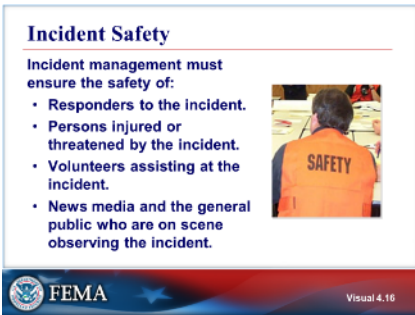 Incident Safety
Incident management must
ensure the safety of:
• Responders to the incident.
• Persons injured or
threatened by the incident.
• Volunteers assisting at the
incident.
• News media and the general
public who are on scene
observing the incident.
SAFETY
FEMA
Visual 4.16